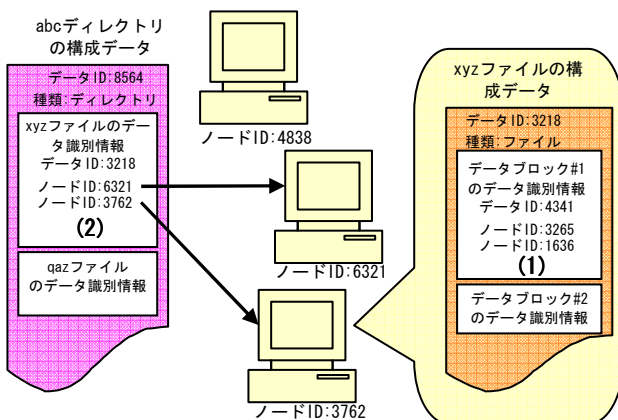 abcディレクトリ
の構成データ
データID:8564
種類:ディレクトリ
xyzファイルのデー
タ識別情報
データID:3218
ノードID:6321
ノードID:3762
(2)
qazファイル
のデータ識別情報
ノードID:4838
ノードID:6321
ノードID:3762
xyzファイルの構
成データ
データID:3218
種類:ファイル
データブロック#1
のデータ識別情報
データID:4341
ノードID:3265
ノードID:1636
(1)
データブロック#2
のデータ識別情報